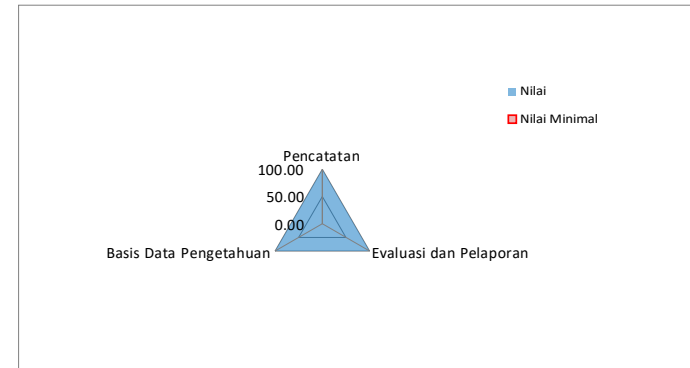 Nilai
Nilai Minimal
Pencatatan
100.00
50.00
0.00
Basis Data Pengetahuan
Evaluasi dan Pelaporan